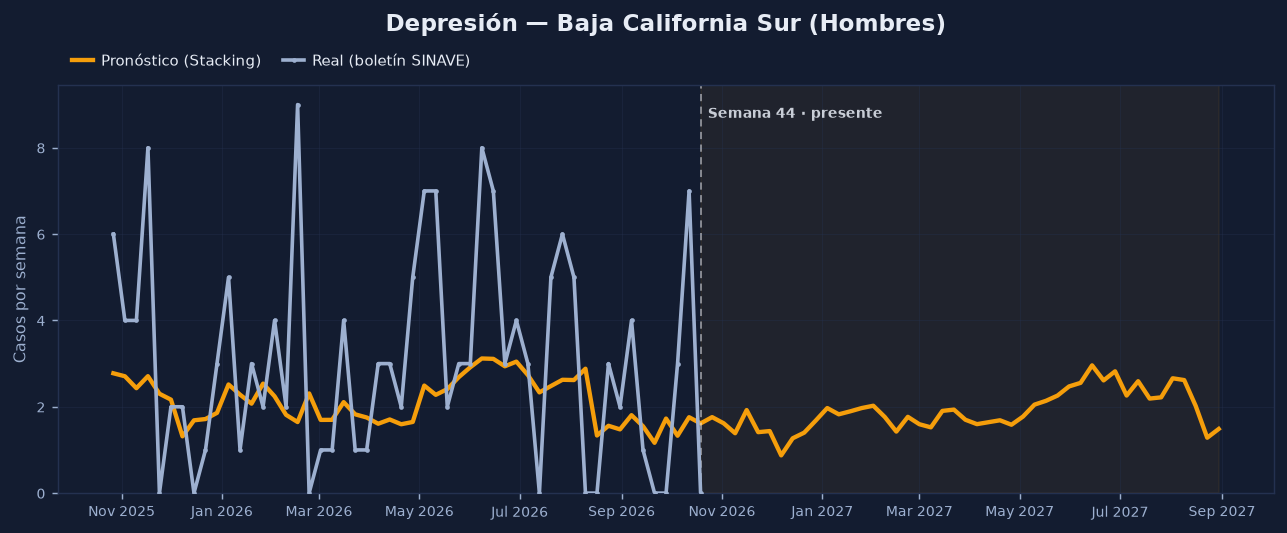 Depresión — Baja California Sur (Hombres)
Pronóstico (Stacking) Real (boletín SINAVE)
Semana 44 · presente
Casos por semana
8
6
4
2
0
Nov 2025 Jan 2026 Mar 2026 May 2026 Jul 2026 Sep 2026 Nov 2026 Jan 2027 Mar 2027 May 2027 Jul 2027 Sep 2027